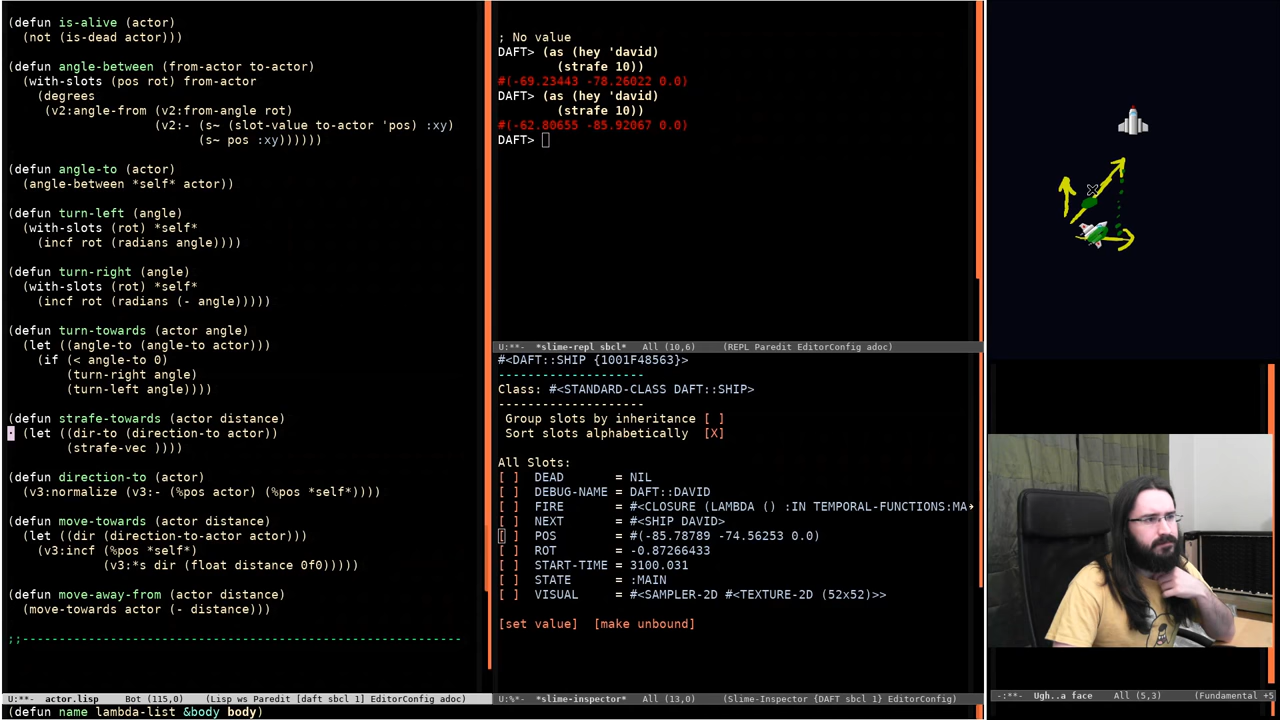 (defun is-alive (actor)
  (not (is-dead actor)))
(defun angle-between (from-actor to-actor)
  (with-slots (pos rot) from-actor
    (degrees
     (v2:angle-from (v2:from-angle rot)
                    (v2:- (s~ (slot-value to-actor 'pos) :xy)
                          (s~ pos :xy))))))
(defun angle-to (actor)
  (angle-between *self* actor))
(defun turn-left (angle)
  (with-slots (rot) *self*
    (incf rot (radians angle))))
(defun turn-right (angle)
  (with-slots (rot) *self*
    (incf rot (radians (- angle)))))
(defun turn-towards (actor angle)
  (let ((angle-to (angle-to actor)))
    (if (< angle-to 0)
        (turn-right angle)
        (turn-left angle))))
(defun strafe-towards (actor distance)
  (let ((dir-to (direction-to actor))
        (strafe-vec ))))
(defun direction-to (actor)
  (v3:normalize (v3:- (%pos actor) (%pos *self*))))
(defun move-towards (actor distance)
  (let ((dir (direction-to-actor actor)))
    (v3:incf (%pos *self*)
             (v3:*s dir (float distance 0f0)))))
(defun move-away-from (actor distance)
  (move-towards actor (- distance)))
;;--------------------------------------------------------------
U:**-  actor.lisp     Bot (115,0)    (Lisp ws Paredit [daft sbcl 1] EditorConfig adoc)
(defun name lambda-list &body body)
; No value
DAFT> (as (hey 'david)
        (strafe 10))
#(-69.23443 -78.26022 0.0)
DAFT> (as (hey 'david)
        (strafe 10))
#(-62.80655 -85.92067 0.0)
DAFT>
U:**-  *slime-repl sbcl*   All (10,6)     (REPL Paredit EditorConfig adoc)
#<DAFT::SHIP {1001F48563}>
--------------------
Class: #<STANDARD-CLASS DAFT::SHIP>
--------------------
 Group slots by inheritance [ ]
 Sort slots alphabetically  [X]
All Slots:
[ ]  DEAD       = NIL
[ ]  DEBUG-NAME = DAFT::DAVID
[ ]  FIRE       = #<CLOSURE (LAMBDA () :IN TEMPORAL-FUNCTIONS:MA
[ ]  NEXT       = #<SHIP DAVID>
[ ]  POS        = #(-85.78789 -74.56253 0.0)
[ ]  ROT        = -0.87266433
[ ]  START-TIME = 3100.031
[ ]  STATE      = :MAIN
[ ]  VISUAL     = #<SAMPLER-2D #<TEXTURE-2D (52x52)>>
[set value]  [make unbound]
U:%*-  *slime-inspector*   All (13,0)     (Slime-Inspector {DAFT sbcl 1} EditorConfig)
-:**-  Ugh..a face    All (5,3)      (Fundamental +5